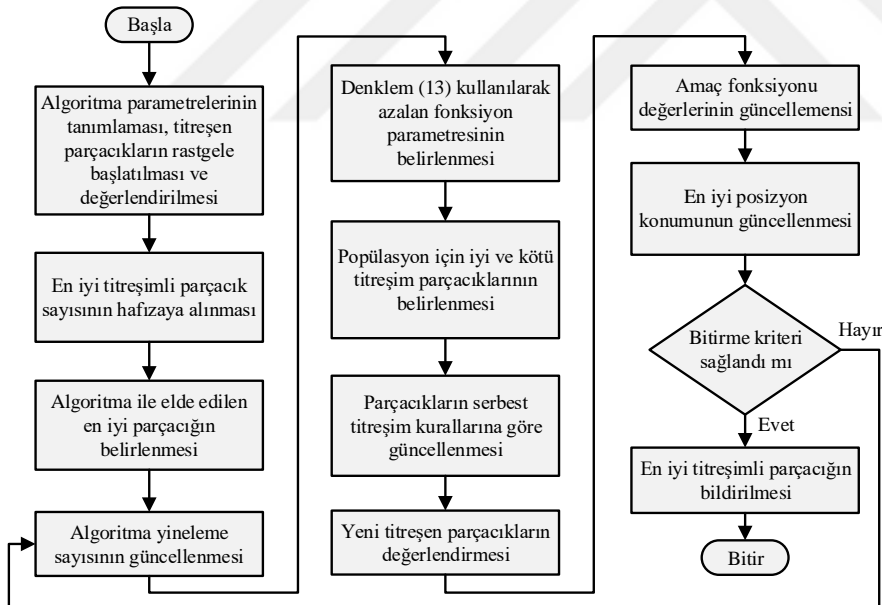 Başla
Algoritma parametrelerinin
tanımlaması, titreşen
parçacıkların rastgele
başlatılması ve
değerlendirilmesi
En iyi titreşimli parçacık
sayısının hafızaya alınması
Algoritma ile elde edilen
en iyi parçacığın
belirlenmesi
Algoritma yineleme
sayısının güncellenmesi
Denklem (13) kullanılarak
azalan fonksiyon
parametresinin
belirlenmesi
Popülasyon için iyi ve kötü
titreşim parçacıklarının
belirlenmesi
Parçacıkların serbest
titreşim kurallarına göre
güncellenmesi
Yeni titreşen parçacıkların
değerlendirmesi
Amaç fonksiyonu
değerlerinin güncellemensi
En iyi posizyon
konumunun güncellenmesi
Bitirme kriteri
sağlandı mı
Hayır
Evet
En iyi titreşimli parçacığın
bildirilmesi
Bitir